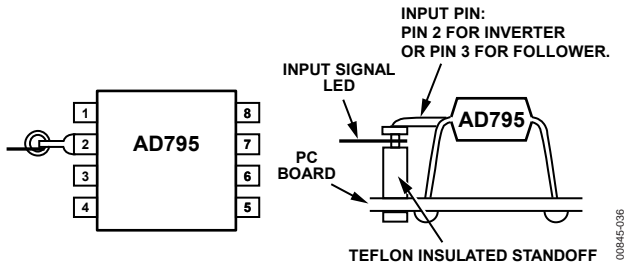 INPUT PIN:
PIN 2 FOR INVERTER
OR PIN 3 FOR FOLLOWER.
INPUT SIGNAL
LED
1
2
3
4
AD795
8
7
6
5
AD795
PC
BOARD
TEFLON INSULATED STANDOFF
00845-036